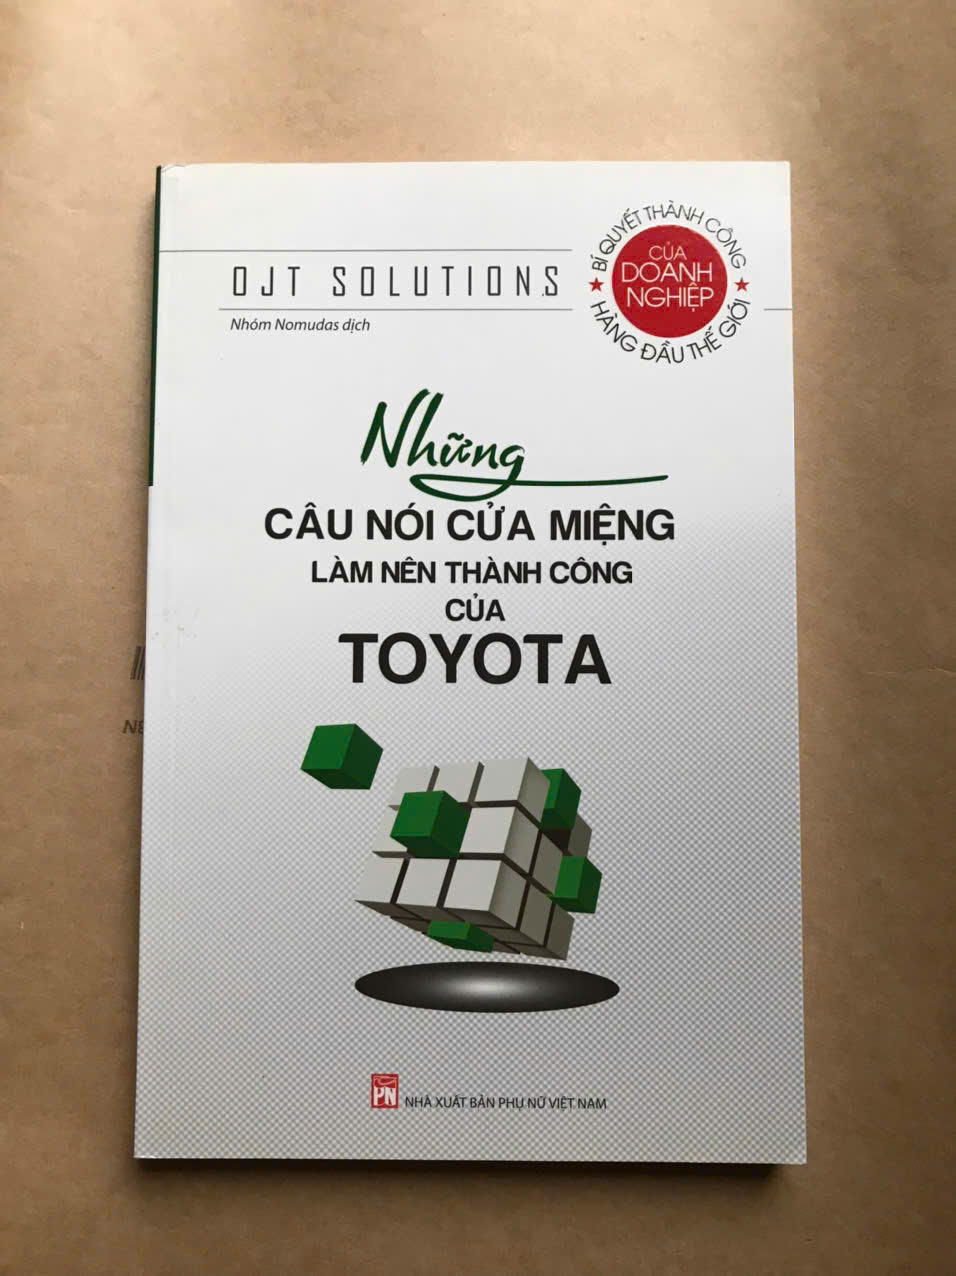 OJT SOLUTIONS
Nhóm Nomudas dịch
BÍ QUYẾT THÀNH CÔNG
CỦA
DOANH
NGHIỆP
HÀNG ĐẦU THẾ GIỚI
Những
CÂU NÓI CỬA MIỆNG
LÀM NÊN THÀNH CÔNG
CỦA
TOYOTA
PN
NHÀ XUẤT BẢN PHỤ NỮ VIỆT NAM